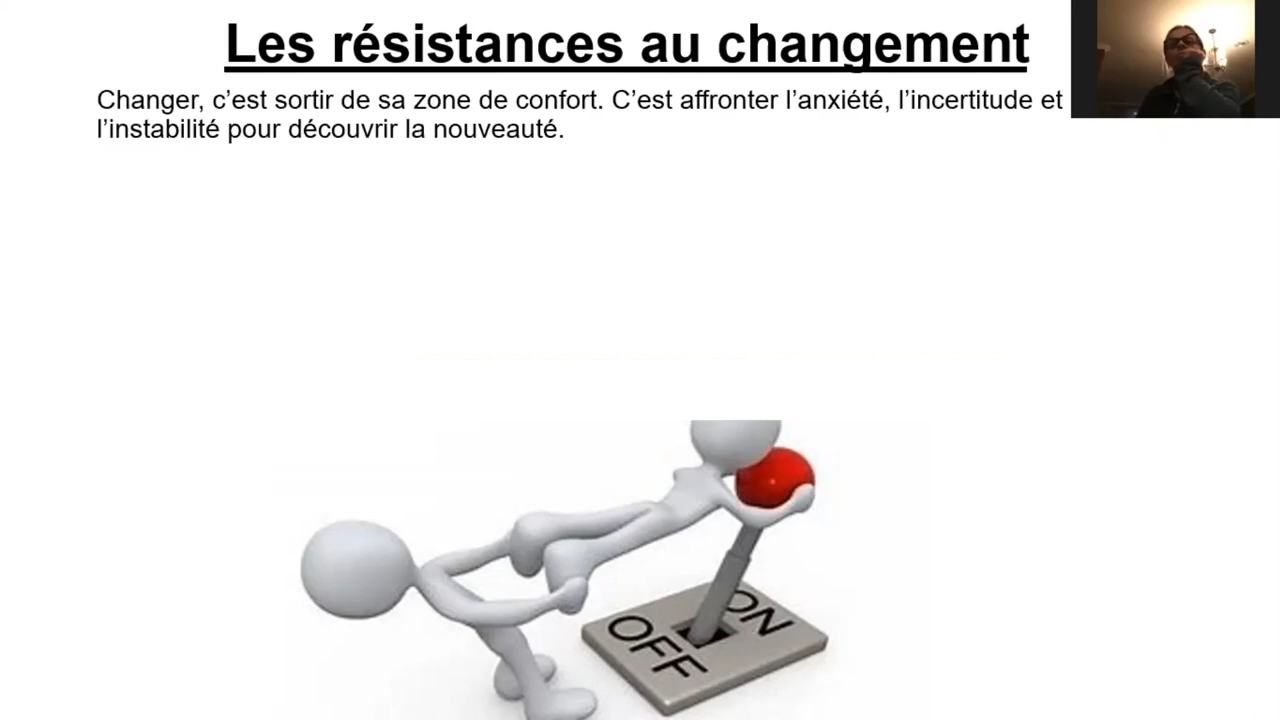 Les résistances au changement
Changer, c’est sortir de sa zone de confort. C’est affronter l’anxiété, l’incertitude et
l’instabilité pour découvrir la nouveauté.
ON
OFF